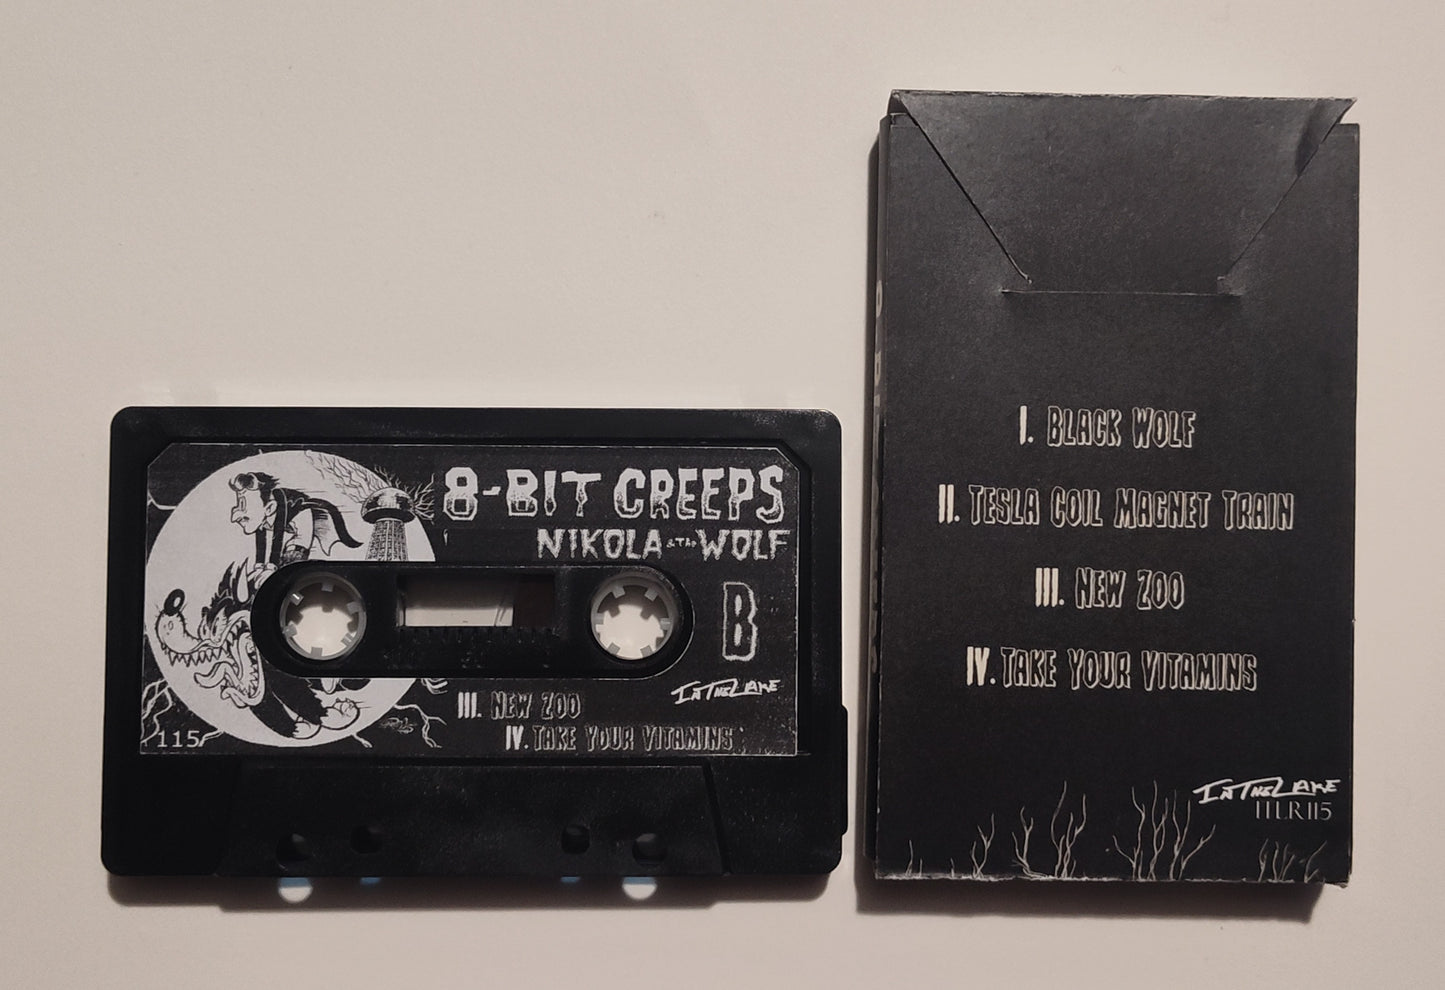 8-BIT CREEPS
NIKOLA & The WOLF
B
InTheLake
III. New Zoo
IV. Take Your Vitamins
115
I. Black Wolf
II. Tesla Coil Magnet Train
III. New Zoo
IV. Take Your Vitamins
InTheLake
ITLR115